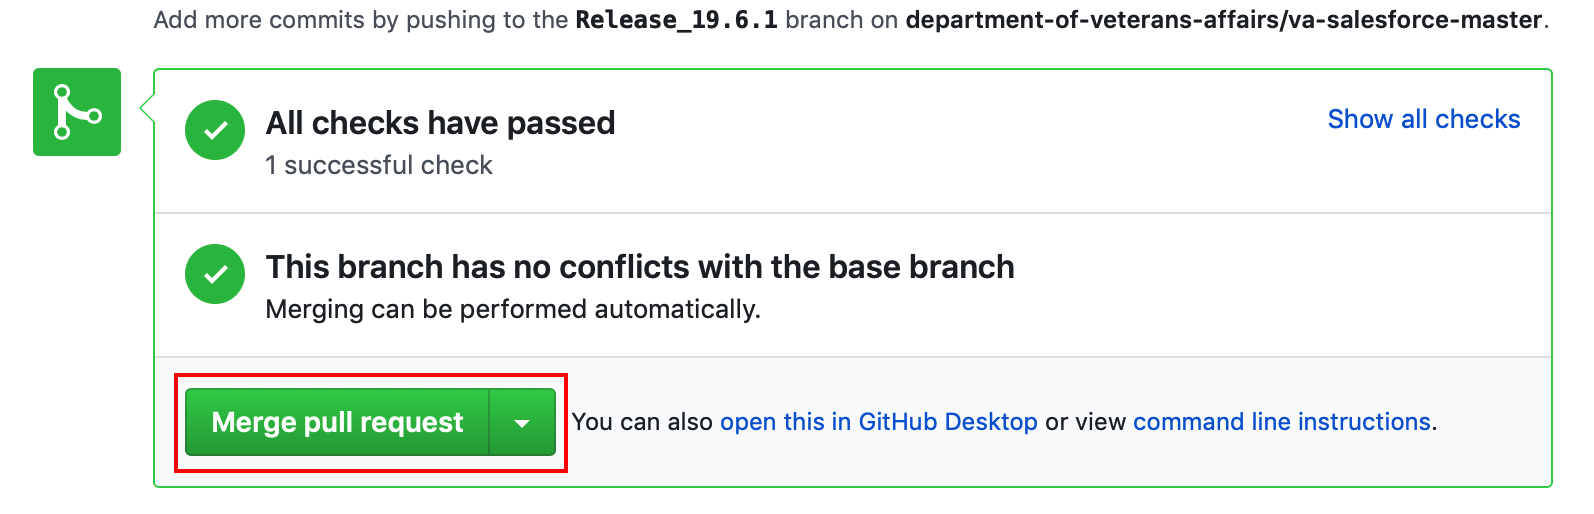 Add more commits by pushing to the Release_19.6.1 branch on department-of-veterans-affairs/va-salesforce-master.
All checks have passed
Show all checks
1 successful check
This branch has no conflicts with the base branch
Merging can be performed automatically.
Merge pull request
You can also open this in GitHub Desktop or view command line instructions.